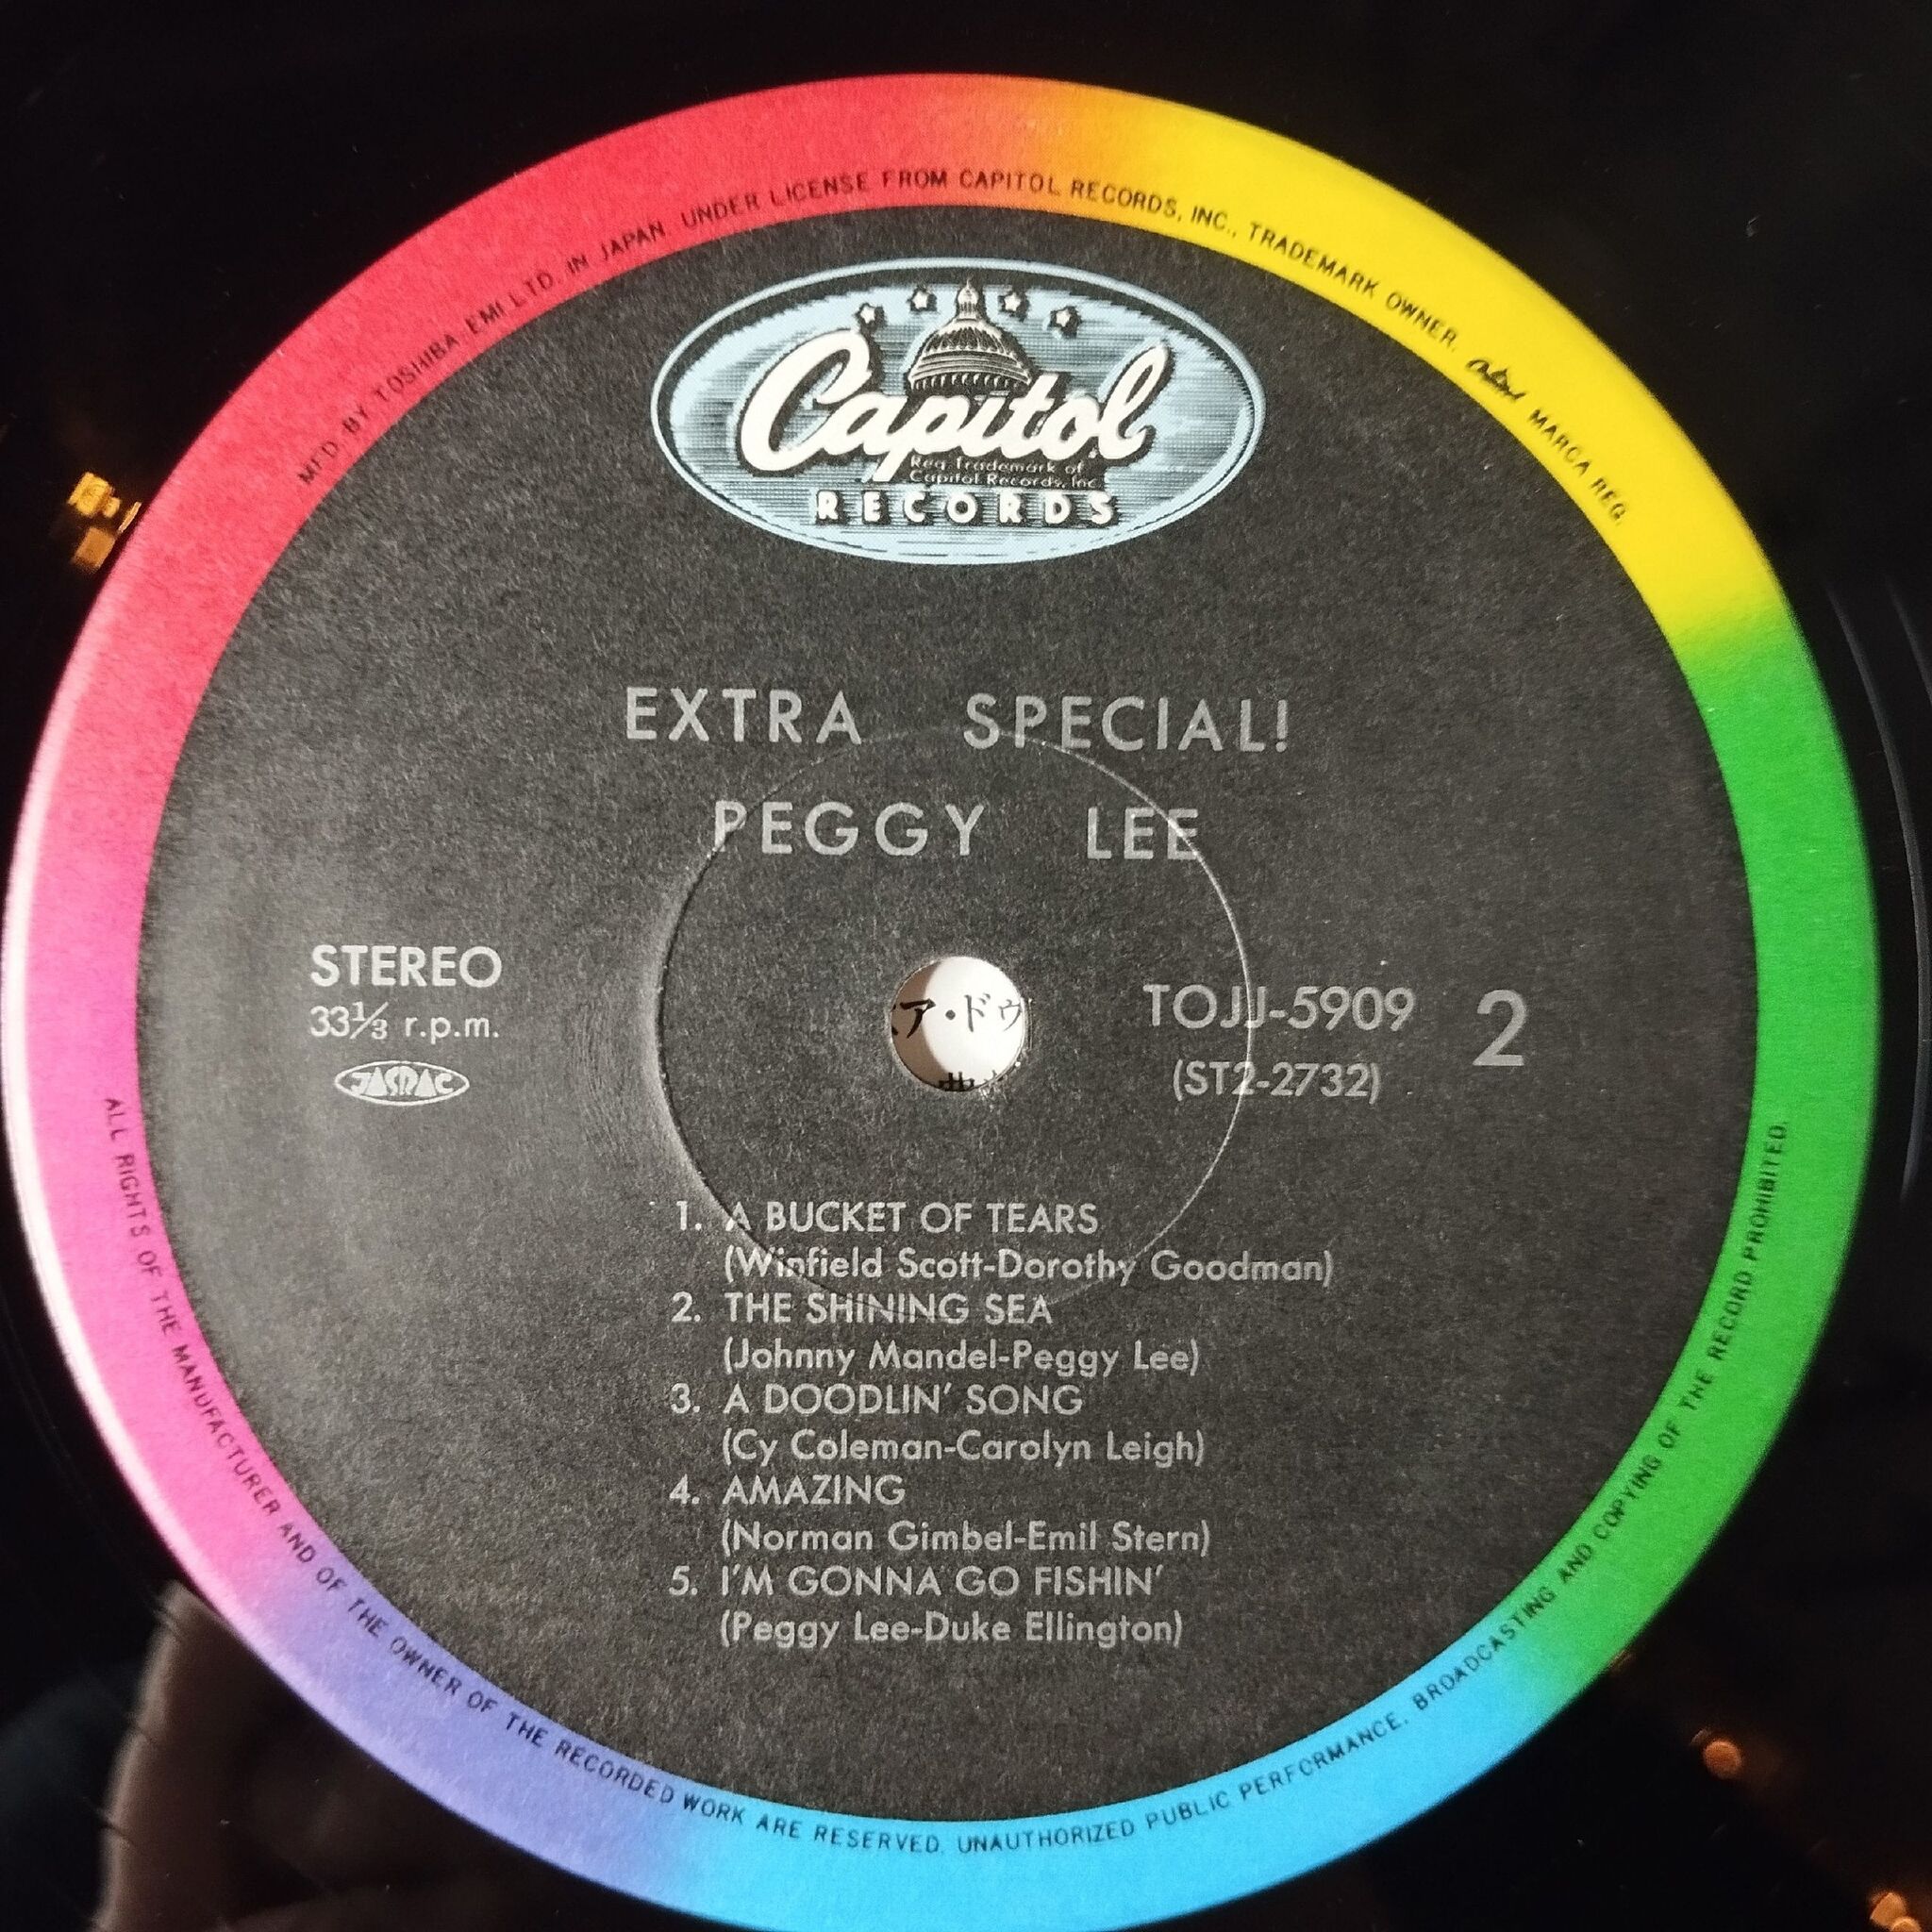 MFD. BY TOSHIBA EMI LTD. IN JAPAN UNDER LICENSE FROM CAPITOL RECORDS, INC., TRADEMARK OWNER. Capitol MARCA REG.
Capitol
Reg. Trademark of
Capitol Records, Inc.
RECORDS
EXTRA SPECIAL!
PEGGY LEE
STEREO
33⅓ r.p.m.
JASRAC
ア・ドゥ
TOJJ-5909 2
(ST2-2732)
1. A BUCKET OF TEARS
(Winfield Scott-Dorothy Goodman)
2. THE SHINING SEA
(Johnny Mandel-Peggy Lee)
3. A DOODLIN' SONG
(Cy Coleman-Carolyn Leigh)
4. AMAZING
(Norman Gimbel-Emil Stern)
5. I'M GONNA GO FISHIN'
(Peggy Lee-Duke Ellington)
ALL RIGHTS OF THE MANUFACTURER AND OF THE OWNER OF THE RECORDED WORK ARE RESERVED. UNAUTHORIZED PUBLIC PERFORMANCE, BROADCASTING AND COPYING OF THE RECORD PROHIBITED.